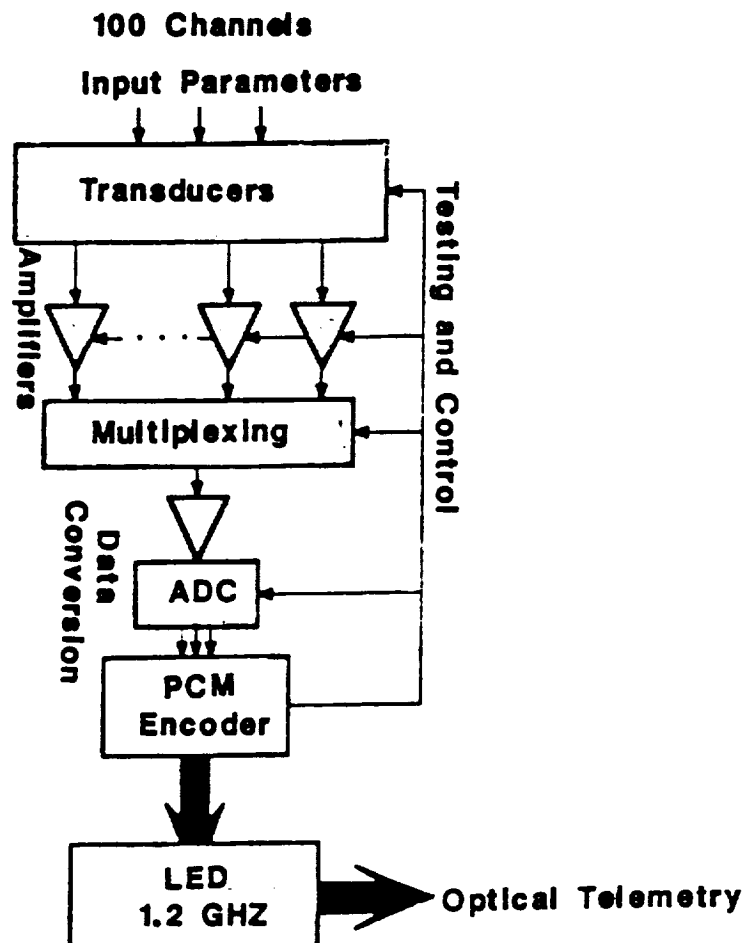 100 Channels
Input Parameters
Transducers
Testing and Control
Amplifiers
Multiplexing
Data
Conversion
ADC
PCM
Encoder
LED
1.2 GHZ
Optical Telemetry